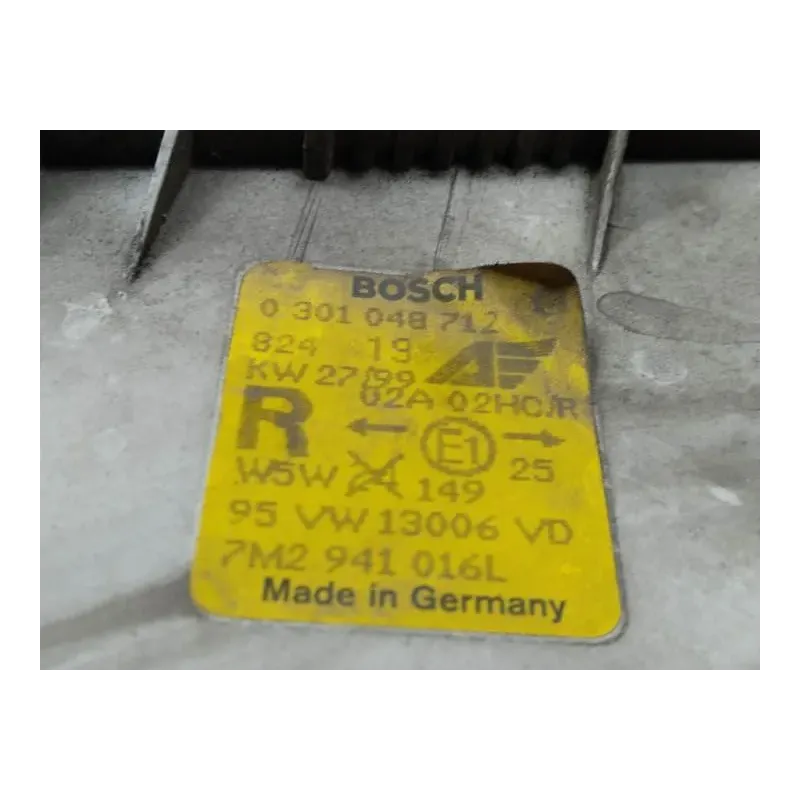 BOSCH
0 301 048 712
824 19
KW 27/99
02A 02HC/R
R
E1
25
W5W 24 149
95 VW 13006 VD
7M2 941 016L
Made in Germany